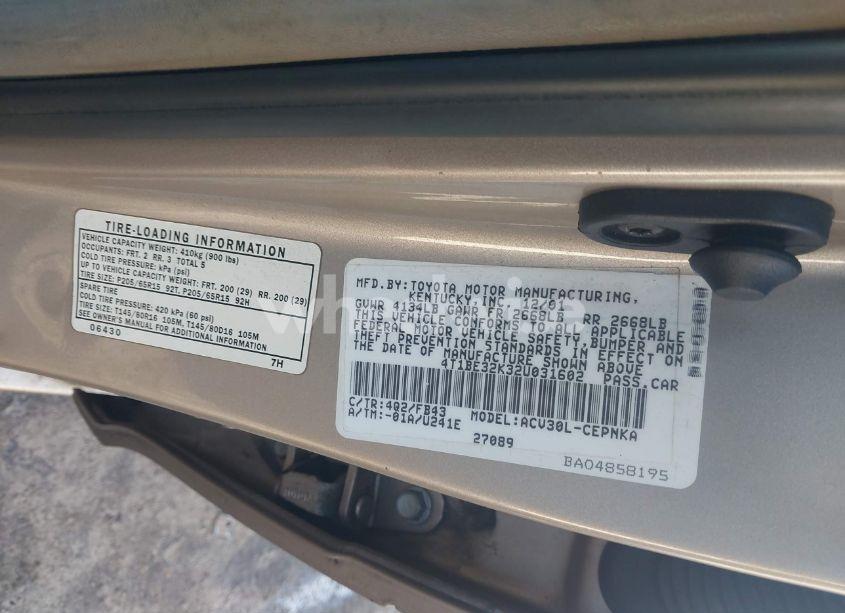 TIRE-LOADING INFORMATION
VEHICLE CAPACITY WEIGHT: 410kg (900 lbs)
OCCUPANTS: FRT. 2 RR. 3 TOTAL 5
COLD TIRE PRESSURE: kPa (psi)
UP TO VEHICLE CAPACITY WEIGHT: FRT. 200 (29) RR. 200 (29)
TIRE SIZE: P205/65R15 92T, P205/65R15 92H
SPARE TIRE
COLD TIRE PRESSURE: 420 kPa (60 psi)
TIRE SIZE: T145/80R16 105M, T145/80D16 105M
SEE OWNER'S MANUAL FOR ADDITIONAL INFORMATION
06430
7H
MFD.BY:TOYOTA MOTOR MANUFACTURING,
KENTUCKY,INC. 12/01
GVWR 4134LB GAWR FR 2668LB RR 2668LB
THIS VEHICLE CONFORMS TO ALL APPLICABLE
FEDERAL MOTOR VEHICLE SAFETY,BUMPER AND
THEFT PREVENTION STANDARDS IN EFFECT ON
THE DATE OF MANUFACTURE SHOWN ABOVE
4T1BE32K32U031602 PASS.CAR
C/TR:4Q2/FB43 MODEL:ACV30L-CEPNKA
A/TM:-01A/U241E
27089
BA04858195